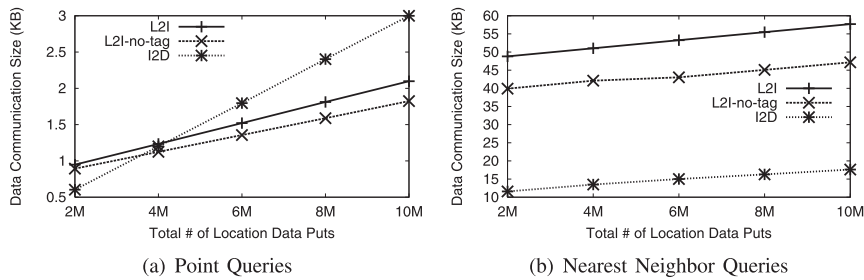 Data Communication Size (KB)
3
2.5
2
1.5
1
0.5
L2I
L2I-no-tag
I2D
2M
4M
6M
8M
10M
Total # of Location Data Puts
(a) Point Queries
Data Communication Size (KB)
60
55
50
45
40
35
30
25
20
15
10
L2I
L2I-no-tag
I2D
2M
4M
6M
8M
10M
Total # of Location Data Puts
(b) Nearest Neighbor Queries